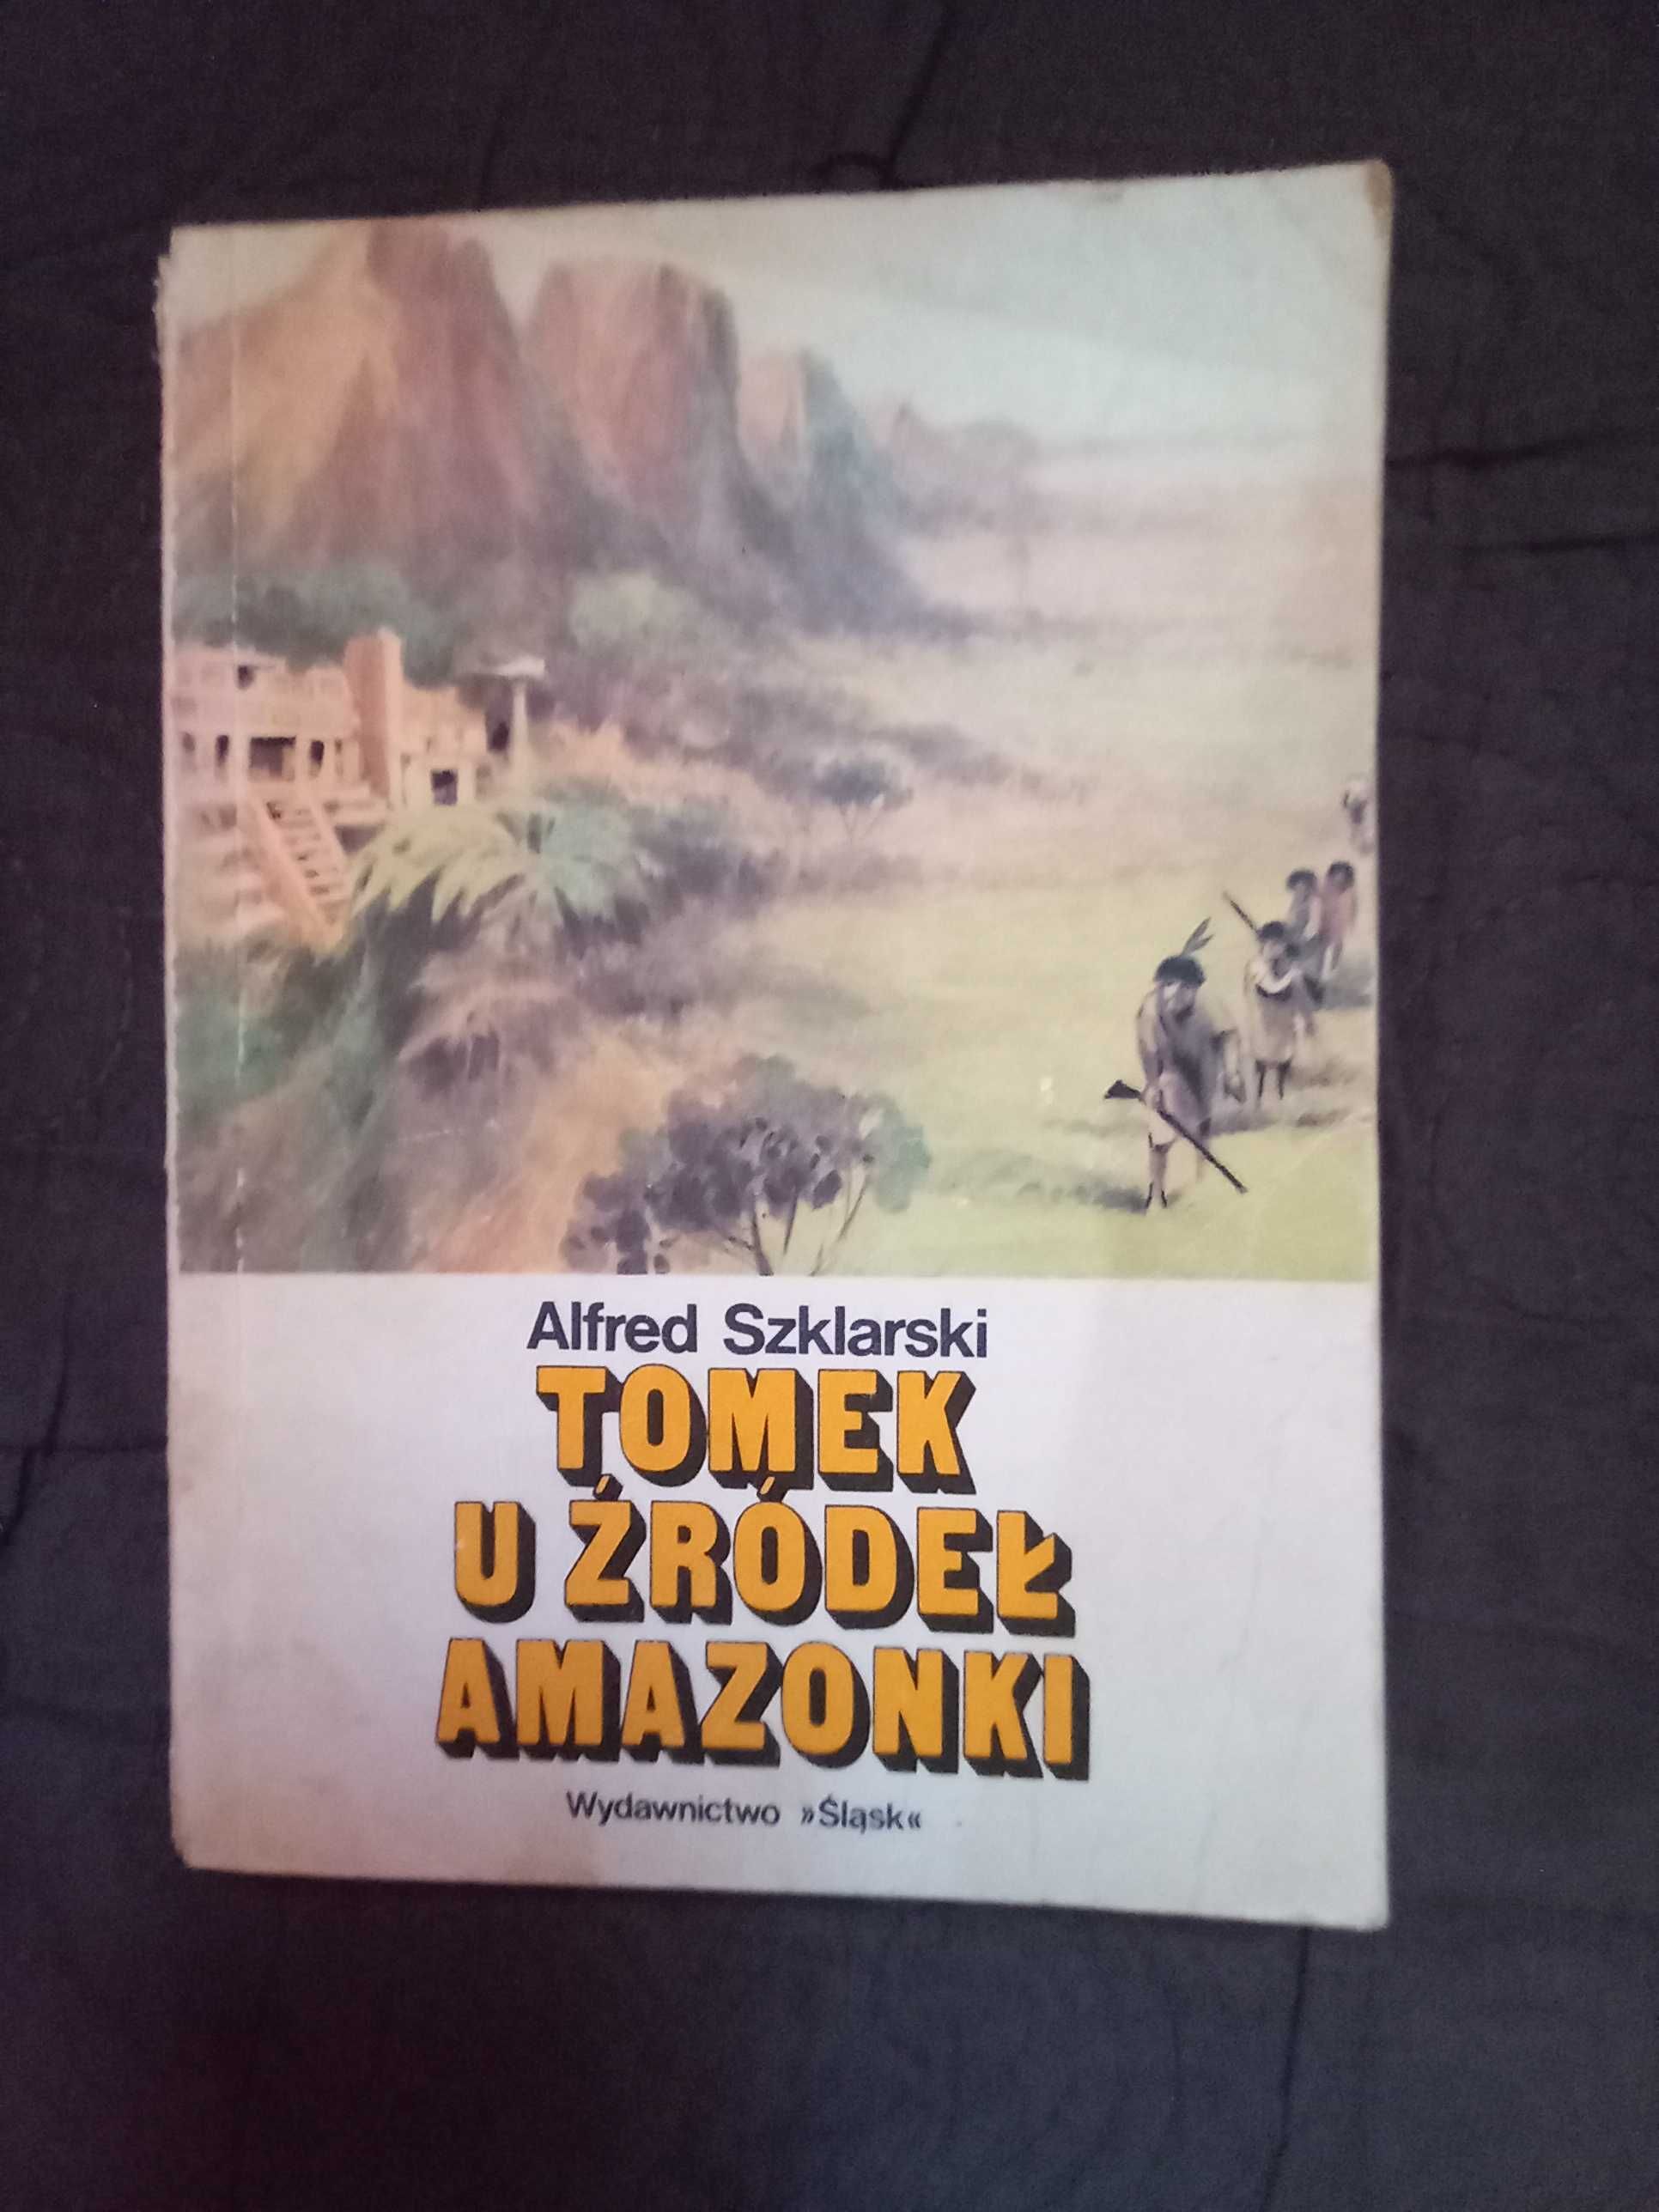 Alfred Szklarski
TOMEK
U ŹRÓDEŁ
AMAZONKI
Wydawnictwo »Śląsk«